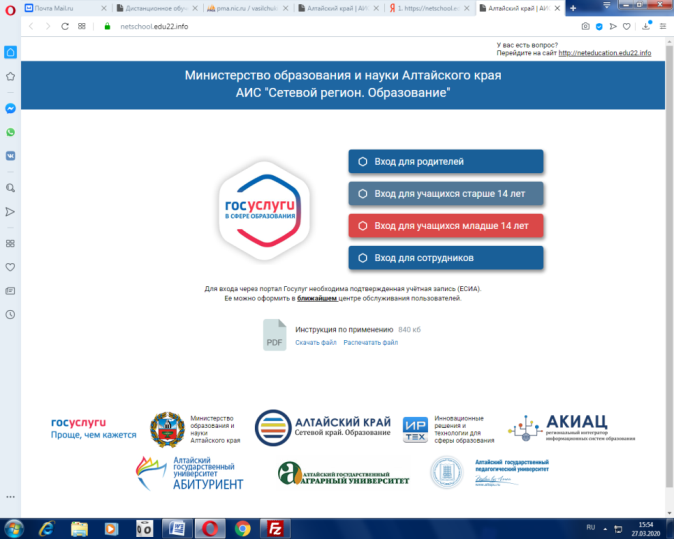 Почта Mail.ru
Дистанционное обуч
pma.nic.ru / vasilchuk
Алтайский край | АИ
1. https://netschool.e
Алтайский край | АИ
netschool.edu22.info
У вас есть вопрос?
Перейдите на сайт http://neteducation.edu22.info
Министерство образования и науки Алтайского края
АИС "Сетевой регион. Образование"
госуслуги
В СФЕРЕ ОБРАЗОВАНИЯ
Вход для родителей
Вход для учащихся старше 14 лет
Вход для учащихся младше 14 лет
Вход для сотрудников
Для входа через портал Госуслуг необходима подтвержденная учётная запись (ЕСИА).
Ее можно оформить в ближайшем центре обслуживания пользователей.
PDF
Инструкция по применению 840 кб
Скачать файл Распечатать файл
госуслуги
Проще, чем кажется
Министерство
образования и
науки
Алтайского края
АЛТАЙСКИЙ КРАЙ
Сетевой край. Образование
ИР
ТЕХ
Инновационные
решения и
технологии для
сферы образования
АКИАЦ
региональный интегратор
информационных систем образования
Алтайский
государственный
университет
АБИТУРИЕНТ
АЛТАЙСКИЙ ГОСУДАРСТВЕННЫЙ
АГРАРНЫЙ УНИВЕРСИТЕТ
Алтайский государственный
педагогический университет
RU
15:54
27.03.2020